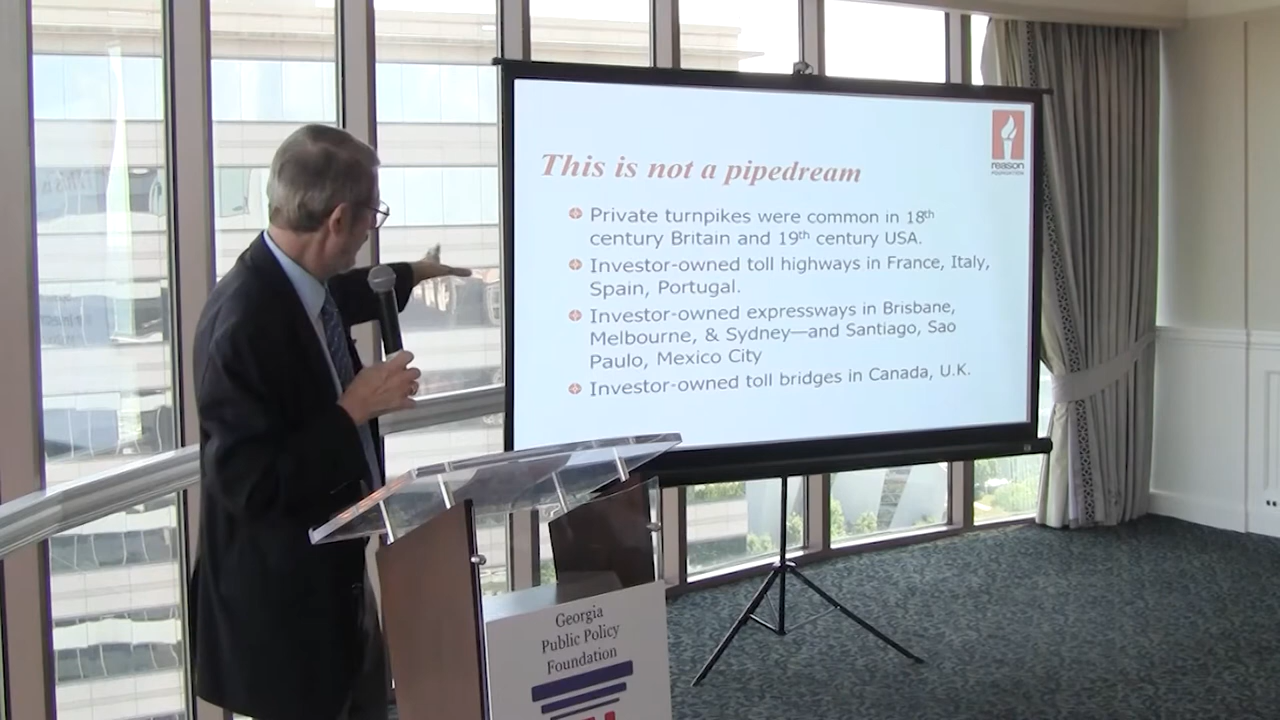 reason
FOUNDATION
This is not a pipedream
Private turnpikes were common in 18th
century Britain and 19th century USA.
Investor-owned toll highways in France, Italy,
Spain, Portugal.
Investor-owned expressways in Brisbane,
Melbourne, & Sydney—and Santiago, Sao
Paulo, Mexico City
Investor-owned toll bridges in Canada, U.K.
Georgia
Public Policy
Foundation